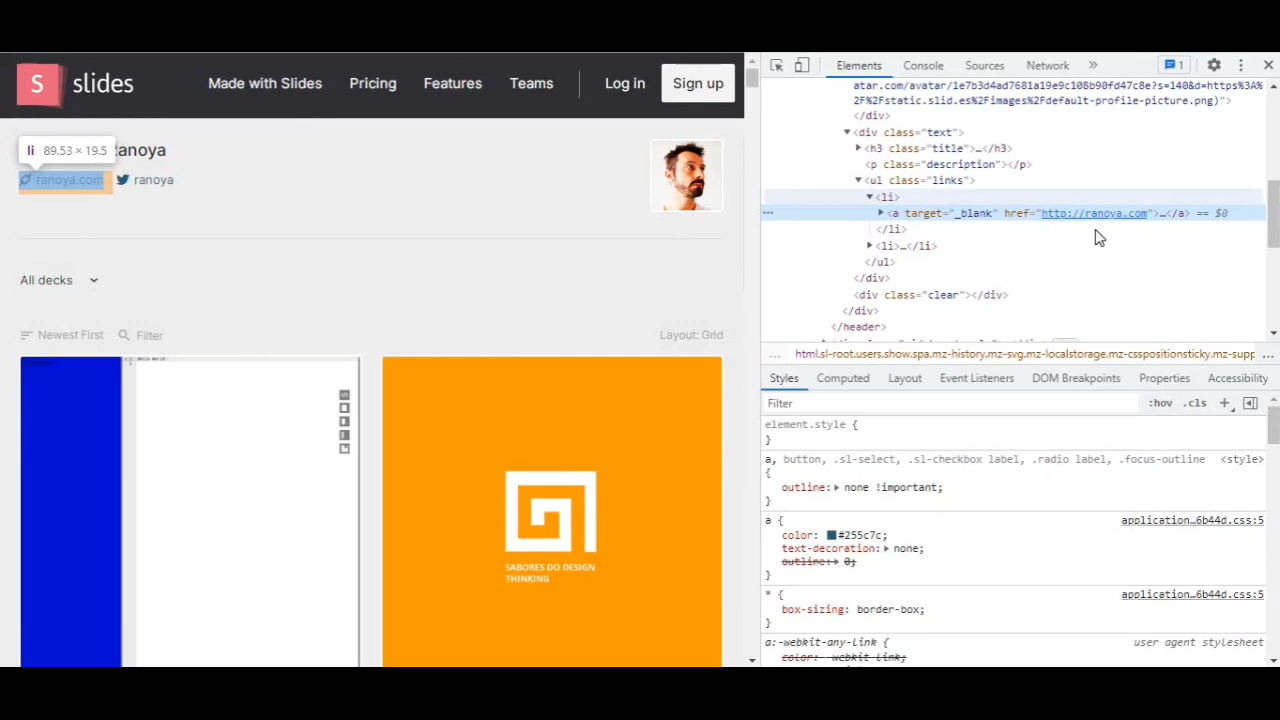 S slides Made with Slides Pricing Features Teams Log in Sign up
li 89.53 × 19.5
Ranoya
ranoya.com ranoya
All decks
Newest First Filter Layout: Grid
SABORES DO DESIGN
THINKING
Elements Console Sources Network » 1
atar.com/avatar/1e7b3d4ad7681a19e9c108b90fd47c8e?s=140&d=https%3A%
2F%2Fstatic.slid.es%2Fimages%2Fdefault-profile-picture.png)">
</div>
<div class="text">
<h3 class="title">…</h3>
<p class="description"></p>
<ul class="links">
<li>
<a target="_blank" href="http://ranoya.com">…</a> == $0
</li>
<li>…</li>
</ul>
</div>
<div class="clear"></div>
</div>
</header>
... html.sl-root.users.show.spa.mz-history.mz-svg.mz-localstorage.mz-csspositionsticky.mz-supp ...
Styles Computed Layout Event Listeners DOM Breakpoints Properties Accessibility
Filter :hov .cls +
element.style {
}
a, button, .sl-select, .sl-checkbox label, .radio label, .focus-outline <style>
{
outline: none !important;
}
a { application…6b44d.css:5
color: #255c7c;
text-decoration: none;
outline: 0;
}
* { application…6b44d.css:5
box-sizing: border-box;
}
a:-webkit-any-link { user agent stylesheet
color: -webkit-link;